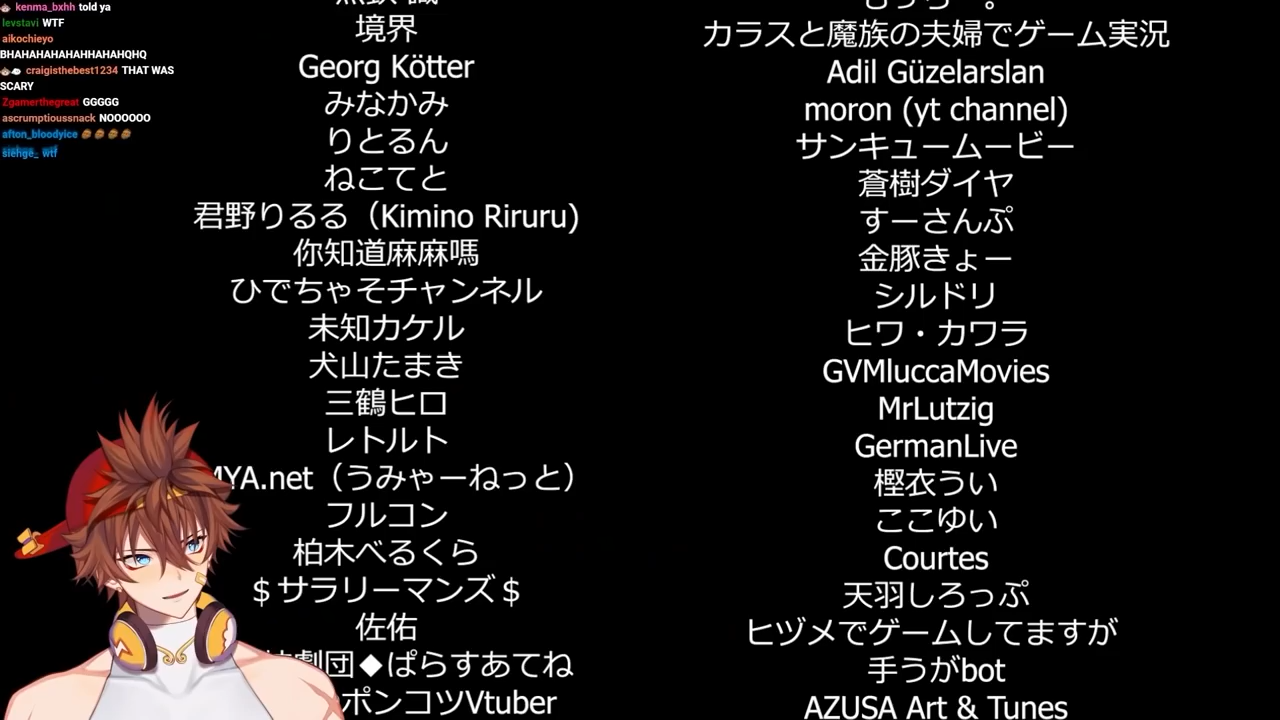 kenma_bxhh told ya
levstavi WTF
aikochieyo
BHAHAHAHAHAHHAHAHQHQ
craigisthebest1234 THAT WAS
SCARY
Zgamerthegreat GGGGG
ascrumptioussnack NOOOOOO
afton_bloodyice
siehge_ wtf
境界
Georg Kötter
みなかみ
りとるん
ねこてと
君野りるる（Kimino Riruru)
你知道麻麻嗎
ひでちゃそチャンネル
未知カケル
犬山たまき
三鶴ヒロ
レトルト
MYA.net（うみゃーねっと）
フルコン
柏木べるくら
＄サラリーマンズ＄
佐佑
劇団◆ぱらすあてね
ポンコツVtuber
カラスと魔族の夫婦でゲーム実況
Adil Güzelarslan
moron (yt channel)
サンキュームービー
蒼樹ダイヤ
すーさんぷ
金豚きょー
シルドリ
ヒワ・カワラ
GVMluccaMovies
MrLutzig
GermanLive
樫衣うい
ここゆい
Courtes
天羽しろっぷ
ヒヅメでゲームしてますが
手うがbot
AZUSA Art & Tunes